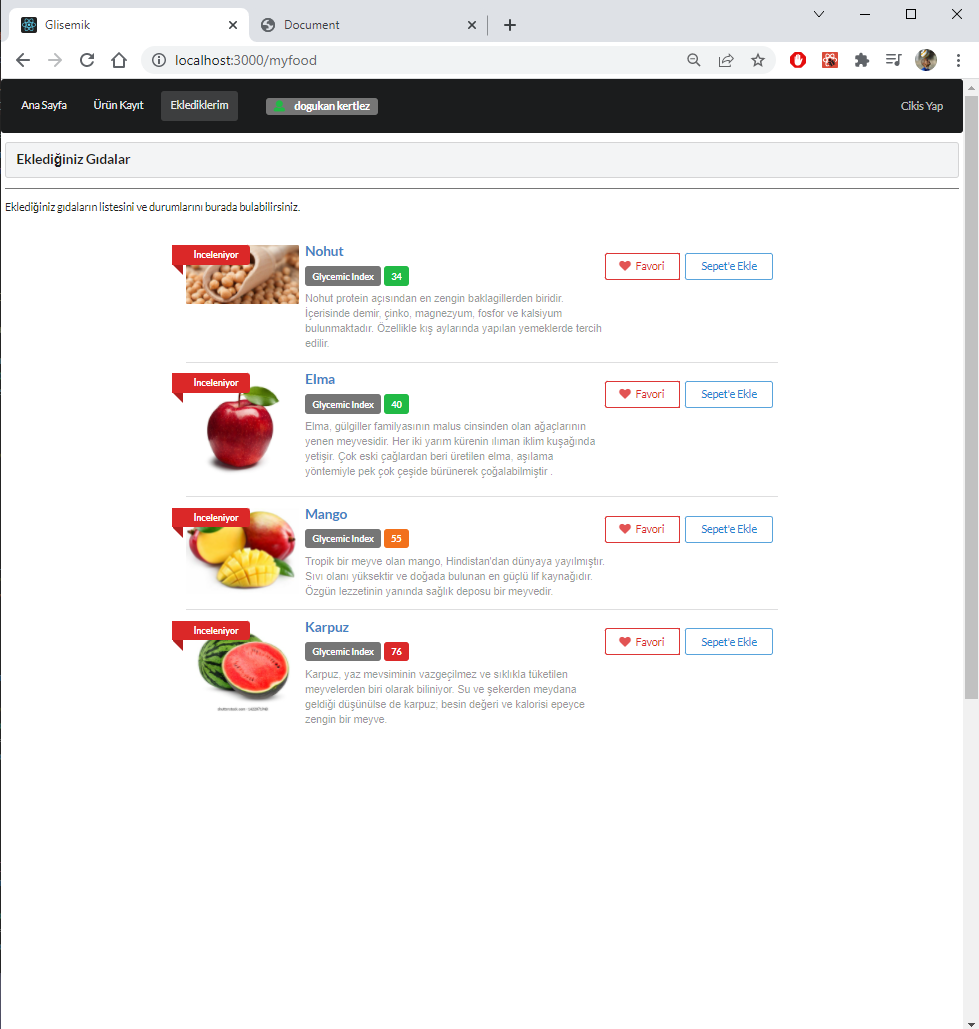 Glisemik
Document
localhost:3000/myfood
Ana Sayfa
Ürün Kayıt
Eklediklerim
dogukan kertlez
Cikis Yap
Eklediğiniz Gıdalar
Eklediğiniz gıdaların listesini ve durumlarını burada bulabilirsiniz.
İnceleniyor
Nohut
Glycemic Index 34
Nohut protein açısından en zengin baklagillerden biridir.
İçerisinde demir, çinko, magnezyum, fosfor ve kalsiyum
bulunmaktadır. Özellikle kış aylarında yapılan yemeklerde tercih
edilir.
Favori
Sepet'e Ekle
İnceleniyor
Elma
Glycemic Index 40
Elma, gülgiller familyasının malus cinsinden olan ağaçlarının
yenen meyvesidir. Her iki yarım kürenin ılıman iklim kuşağında
yetişir. Çok eski çağlardan beri üretilen elma, aşılama
yöntemiyle pek çok çeşide bürünerek çoğalabilmiştir .
Favori
Sepet'e Ekle
İnceleniyor
Mango
Glycemic Index 55
Tropik bir meyve olan mango, Hindistan'dan dünyaya yayılmıştır.
Sıvı olanı yüksektir ve doğada bulunan en güçlü lif kaynağıdır.
Özgün lezzetinin yanında sağlık deposu bir meyvedir.
Favori
Sepet'e Ekle
İnceleniyor
Karpuz
Glycemic Index 76
Karpuz, yaz mevsiminin vazgeçilmez ve sıklıkla tüketilen
meyvelerden biri olarak biliniyor. Su ve şekerden meydana
geldiği düşünülse de karpuz; besin değeri ve kalorisi epeyce
zengin bir meyve.
Favori
Sepet'e Ekle